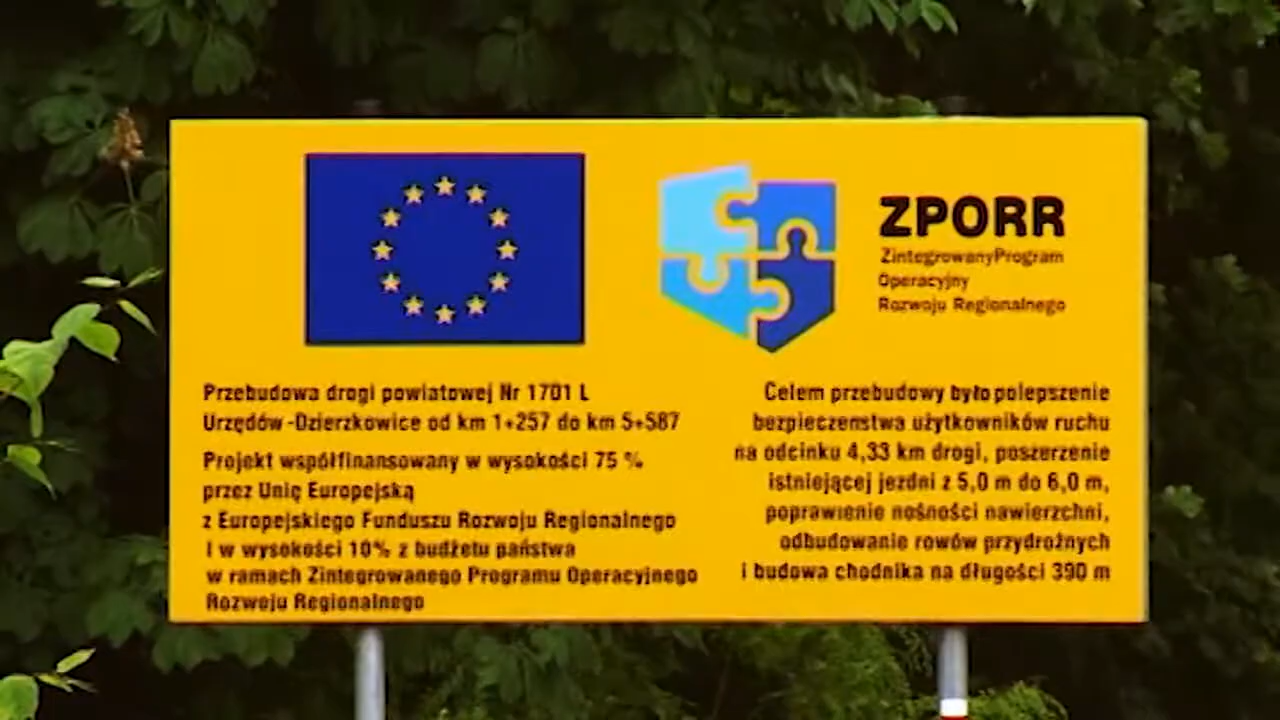 ZPORR
ZintegrowanyProgram
Operacyjny
Rozwoju Regionalnego
Przebudowa drogi powiatowej Nr 1701 L
Urzędów-Dzierzkowice od km 1+257 do km 5+587
Projekt współfinansowany w wysokości 75 %
przez Unię Europejską
z Europejskiego Funduszu Rozwoju Regionalnego
i w wysokości 10% z budżetu państwa
w ramach Zintegrowanego Programu Operacyjnego
Rozwoju Regionalnego
Celem przebudowy było polepszenie
bezpieczenstwa użytkowników ruchu
na odcinku 4,33 km drogi, poszerzenie
istniejącej jezdni z 5,0 m do 6,0 m,
poprawienie nośności nawierzchni,
odbudowanie rowów przydrożnych
i budowa chodnika na długości 390 m